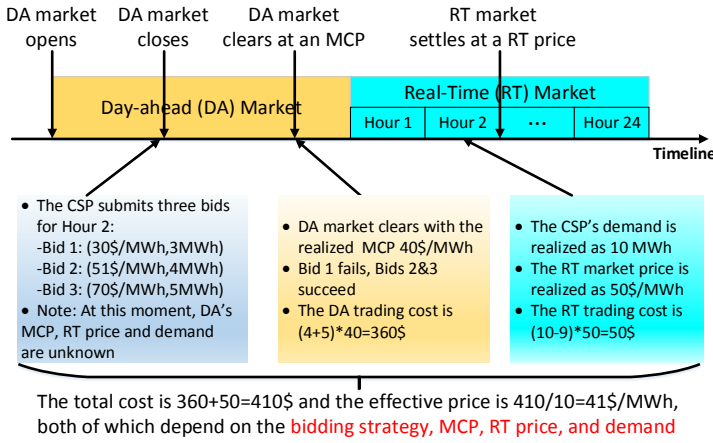 DA market opens
DA market closes
DA market clears at an MCP
RT market settles at a RT price
Day-ahead (DA) Market
Real-Time (RT) Market
Hour 1
Hour 2
...
Hour 24
Timeline
• The CSP submits three bids
for Hour 2:
-Bid 1: (30$/MWh,3MWh)
-Bid 2: (51$/MWh,4MWh)
-Bid 3: (70$/MWh,5MWh)
• Note: At this moment, DA's
MCP, RT price and demand
are unknown
• DA market clears with the
realized MCP 40$/MWh
• Bid 1 fails, Bids 2&3
succeed
• The DA trading cost is
(4+5)*40=360$
• The CSP's demand is
realized as 10 MWh
• The RT market price is
realized as 50$/MWh
• The RT trading cost is
(10-9)*50=50$
The total cost is 360+50=410$ and the effective price is 410/10=41$/MWh,
both of which depend on the bidding strategy, MCP, RT price, and demand